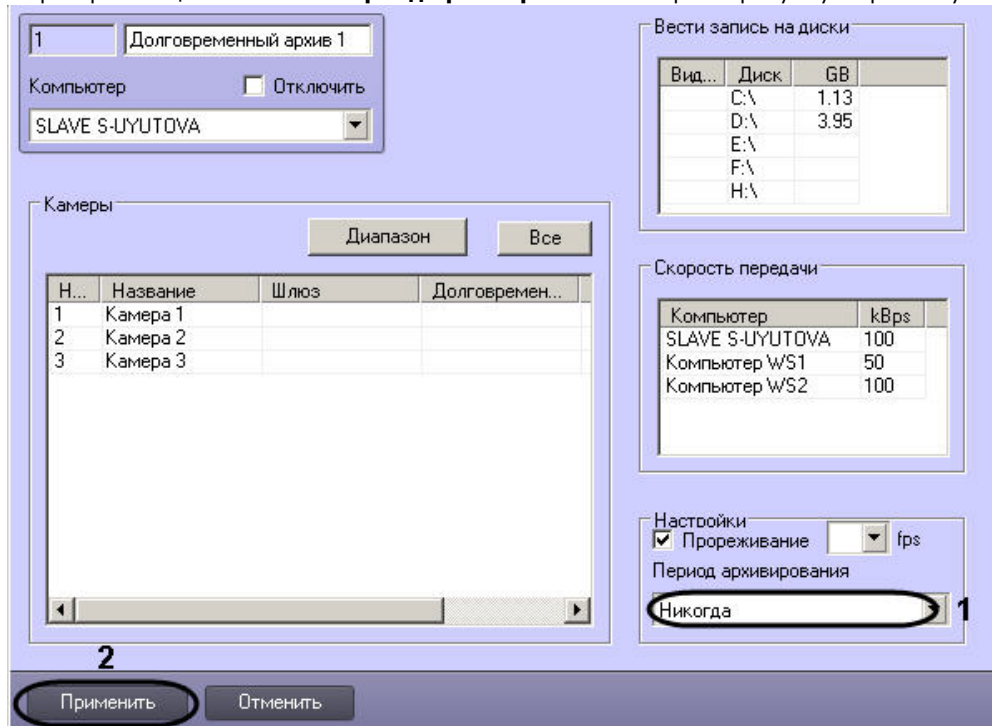 1 Долговременный архив 1
Компьютер Отключить
SLAVE S-UYUTOVA
Камеры
Диапазон Все
Н... Название Шлюз Долговремен...
1 Камера 1
2 Камера 2
3 Камера 3
Вести запись на диски
Вид... Диск GB
C:\ 1.13
D:\ 3.95
E:\
F:\
H:\
Скорость передачи
Компьютер kBps
SLAVE S-UYUTOVA 100
Компьютер WS1 50
Компьютер WS2 100
Настройки
Прореживание fps
Период архивирования
Никогда 1
2
Применить Отменить